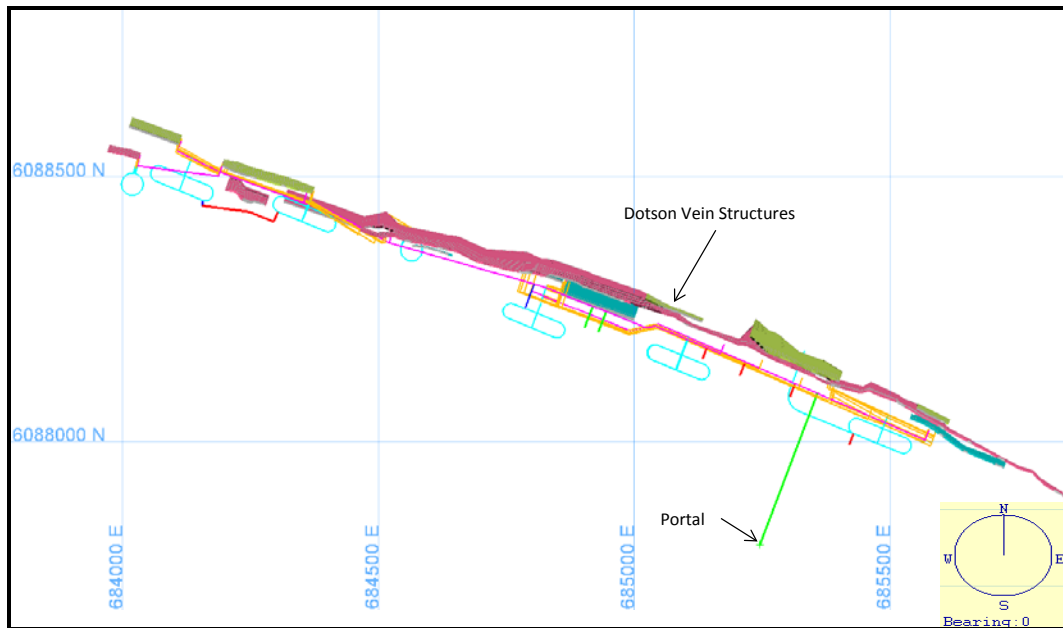 6088500 N
Dotson Vein Structures
6088000 N
Portal
684000 E
684500 E
685000 E
685500 E
N
W
E
S
Bearing:0